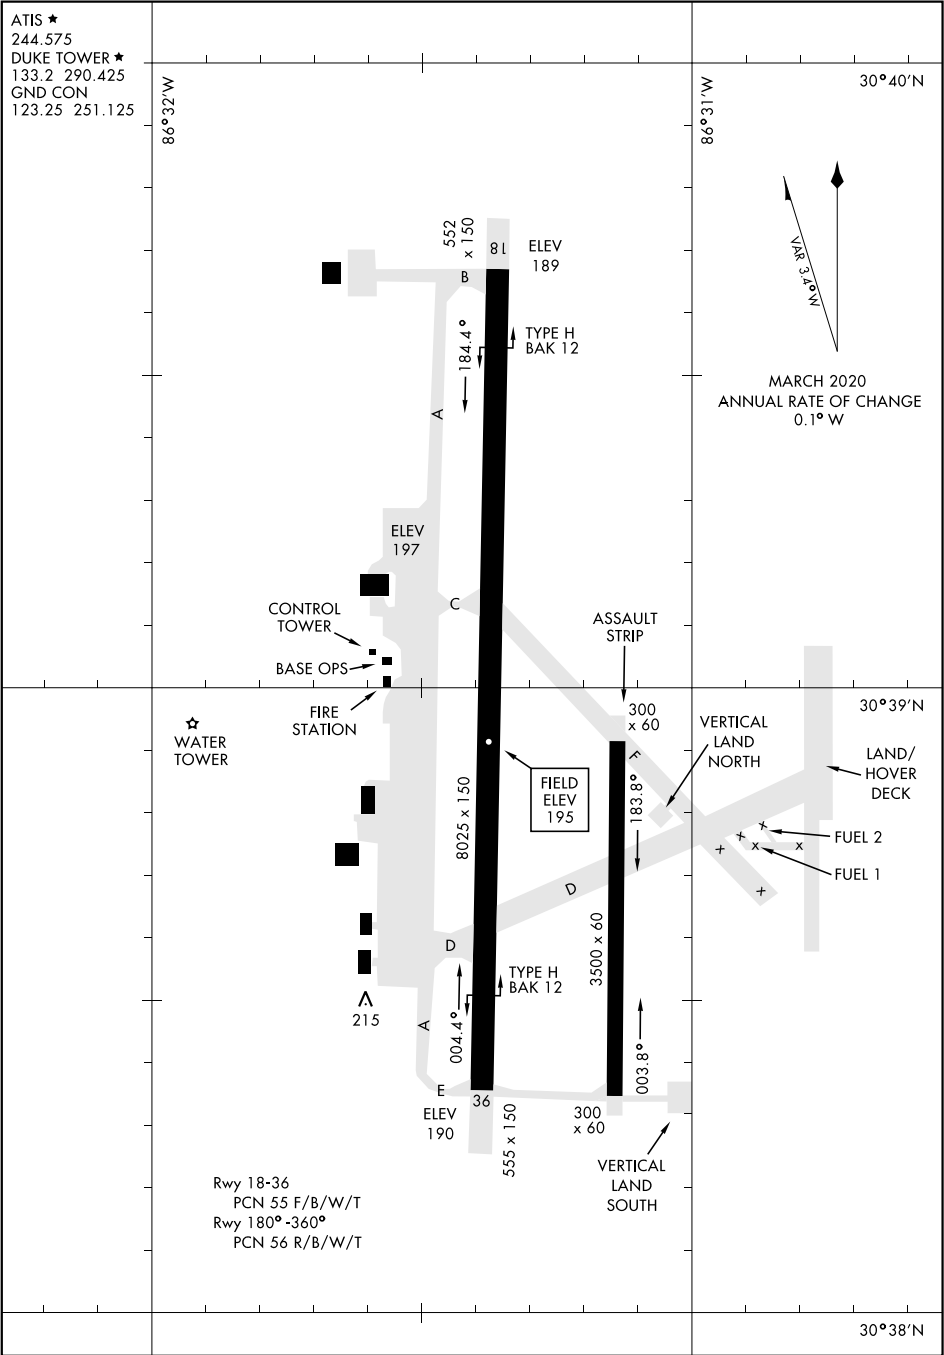 ATIS ★
244.575
DUKE TOWER ★
133.2 290.425
GND CON
123.25 251.125
86°32'W
86°31'W
30°40'N
552
x 150
18
ELEV
189
B
VAR 3.4°W
184.4°
TYPE H
BAK 12
MARCH 2020
ANNUAL RATE OF CHANGE
0.1° W
A
ELEV
197
C
CONTROL
TOWER
ASSAULT
STRIP
BASE OPS
FIRE
STATION
30°39'N
WATER
TOWER
300
x 60
VERTICAL
LAND
NORTH
F
LAND/
HOVER
DECK
FIELD
ELEV
195
183.8°
8025 x 150
x
x
FUEL 2
x
x
x
FUEL 1
D
x
D
3500 x 60
TYPE H
BAK 12
215
A
004.4°
003.8°
E
36
ELEV
190
555 x 150
300
x 60
VERTICAL
LAND
SOUTH
Rwy 18-36
PCN 55 F/B/W/T
Rwy 180°-360°
PCN 56 R/B/W/T
30°38'N